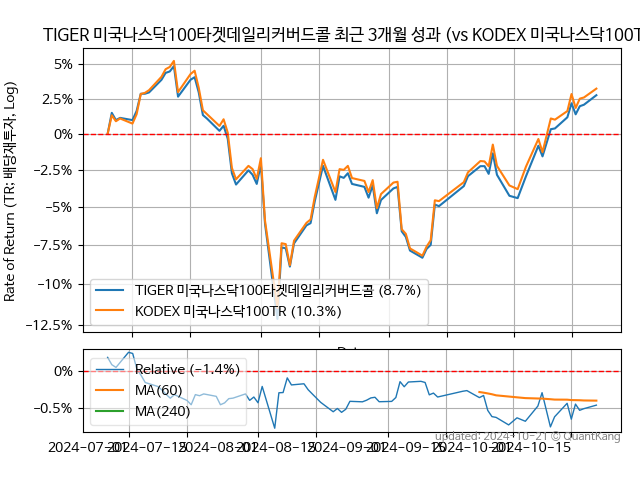 TIGER 미국나스닥100타겟데일리커버드콜 최근 3개월 성과 (vs KODEX 미국나스닥100T
Rate of Return (TR: 배당재투자, Log)
5%
2.5%
0%
−2.5%
−5%
−7.5%
−10%
−12.5%
TIGER 미국나스닥100타겟데일리커버드콜 (8.7%)
KODEX 미국나스닥100TR (10.3%)
0%
−0.5%
Relative (−1.4%)
MA(60)
MA(240)
2024-07-01
2024-07-15
2024-08-01
2024-08-15
2024-09-01
2024-09-15
2024-10-01
2024-10-15
updated: 2024-10-21 © QuantKang